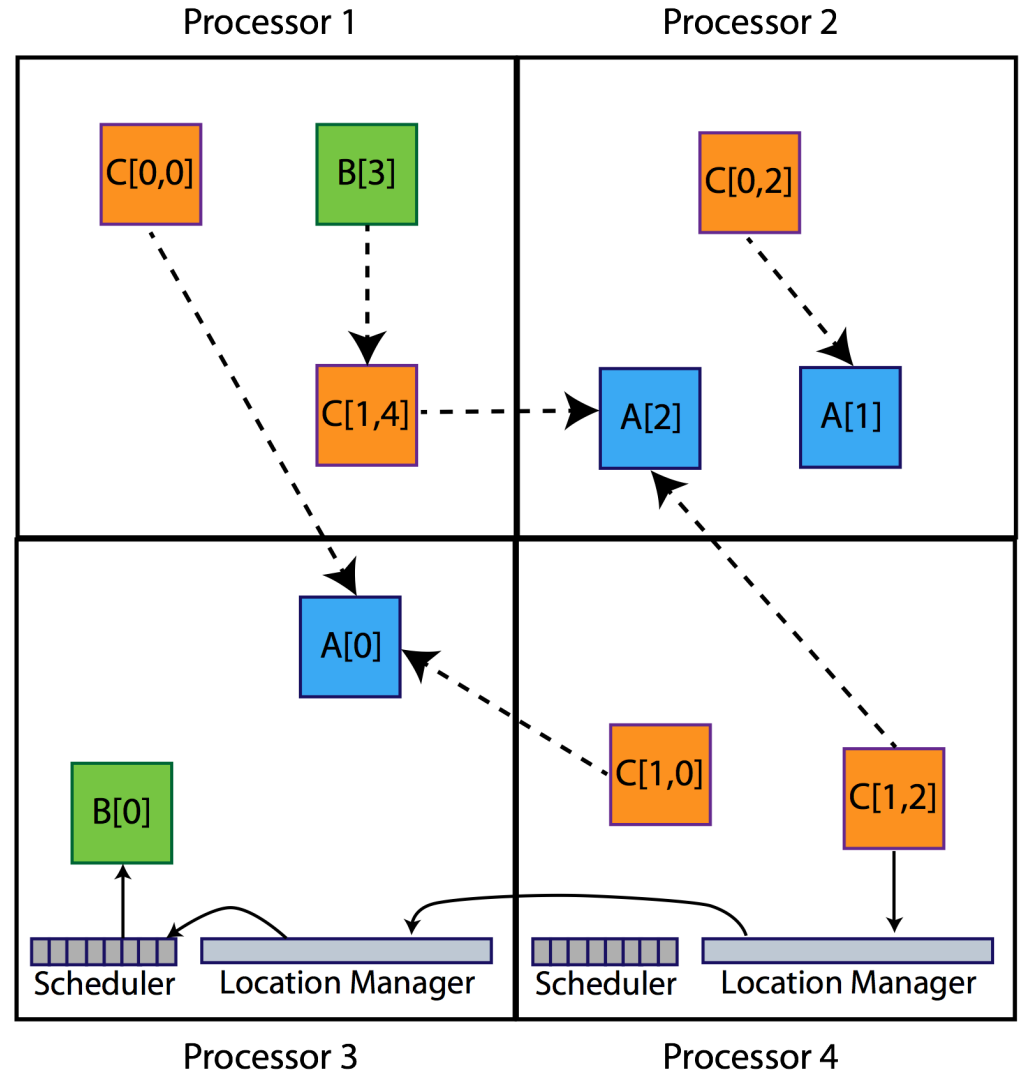 Processor 1
Processor 2
C[0,0]
B[3]
C[0,2]
C[1,4]
A[2]
A[1]
A[0]
C[1,0]
B[0]
C[1,2]
Scheduler
Location Manager
Scheduler
Location Manager
Processor 3
Processor 4